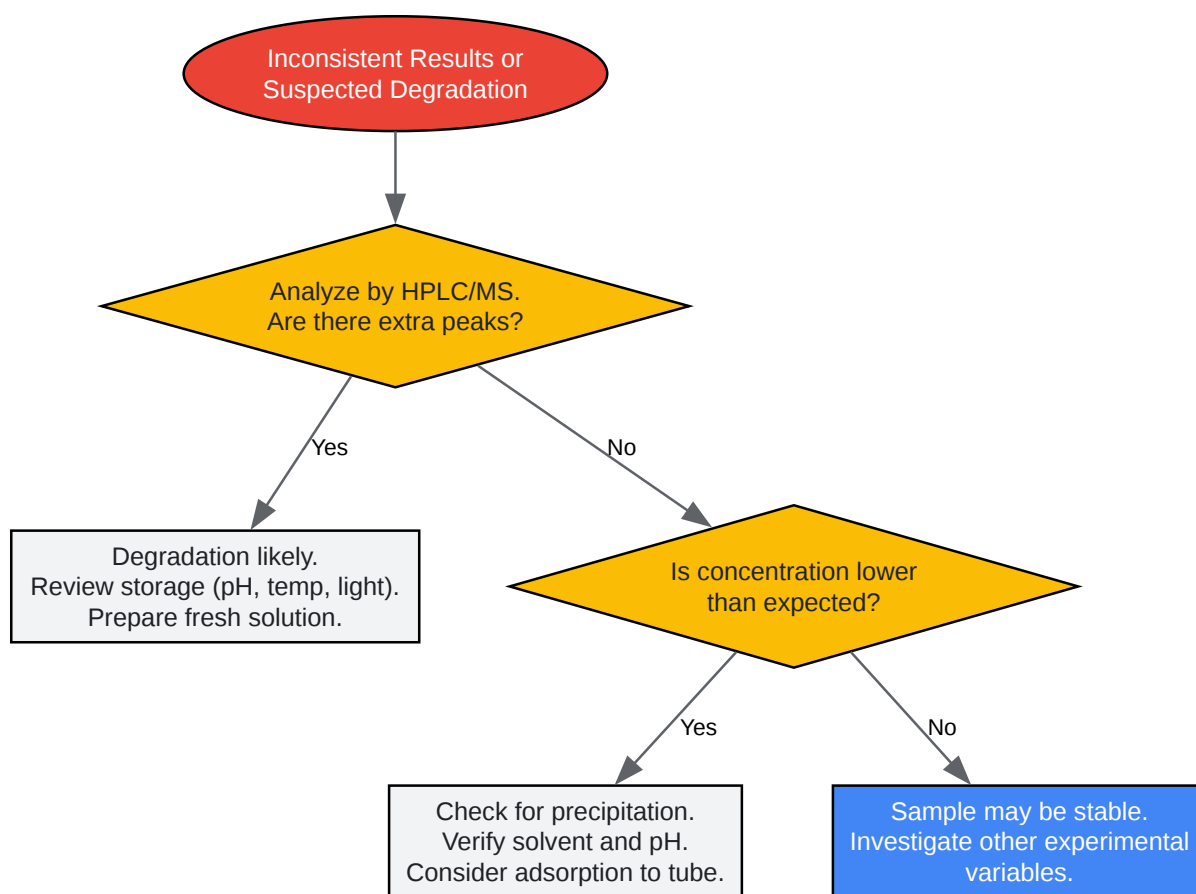 Inconsistent Results or
Suspected Degradation
Analyze by HPLC/MS.
Are there extra peaks?
Yes
No
Degradation likely.
Review storage (pH, temp, light).
Prepare fresh solution.
Is concentration lower
than expected?
Yes
No
Check for precipitation.
Verify solvent and pH.
Consider adsorption to tube.
Sample may be stable.
Investigate other experimental
variables.